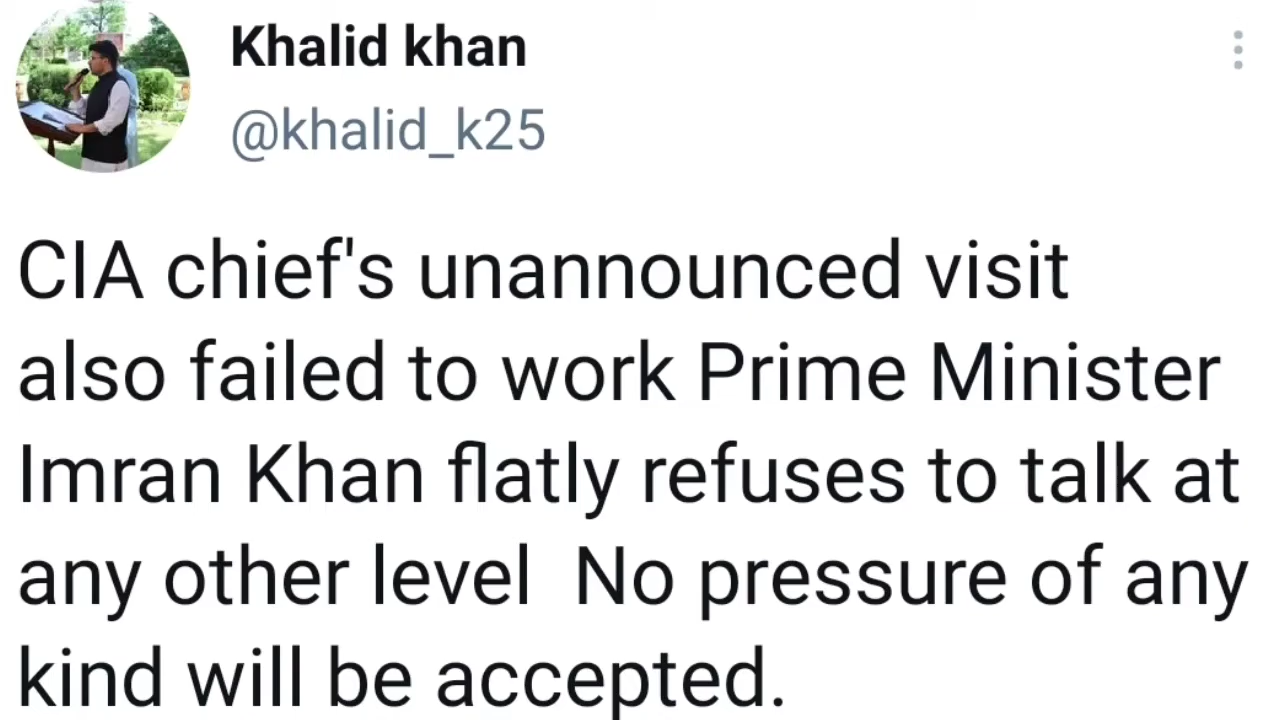 Khalid khan
@khalid_k25
CIA chief's unannounced visit
also failed to work Prime Minister
Imran Khan flatly refuses to talk at
any other level  No pressure of any
kind will be accepted.